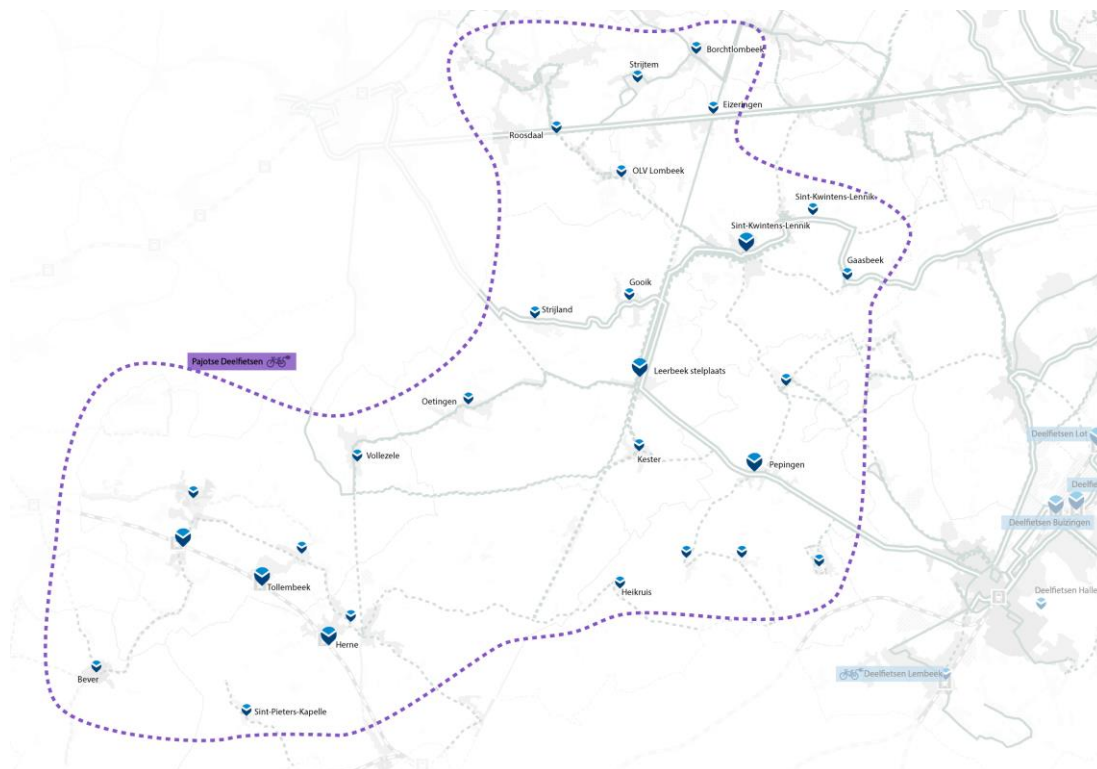 Borchtlombeek
Strijtem
Eizeringen
Roosdaal
OLV Lombeek
Sint-Kwintens-Lennik
Sint-Kwintens-Lennik
Gaasbeek
Gooik
Strijland
Pajotse Deelfietsen
Leerbeek stelplaats
Oetingen
Deelfietsen Lot
Vollezele
Kester
Pepingen
Deelfie
Deelfietsen Buizingen
Tollembeek
Heikruis
Deelfietsen Halle
Herne
Bever
Deelfietsen Lembeek
Sint-Pieters-Kapelle